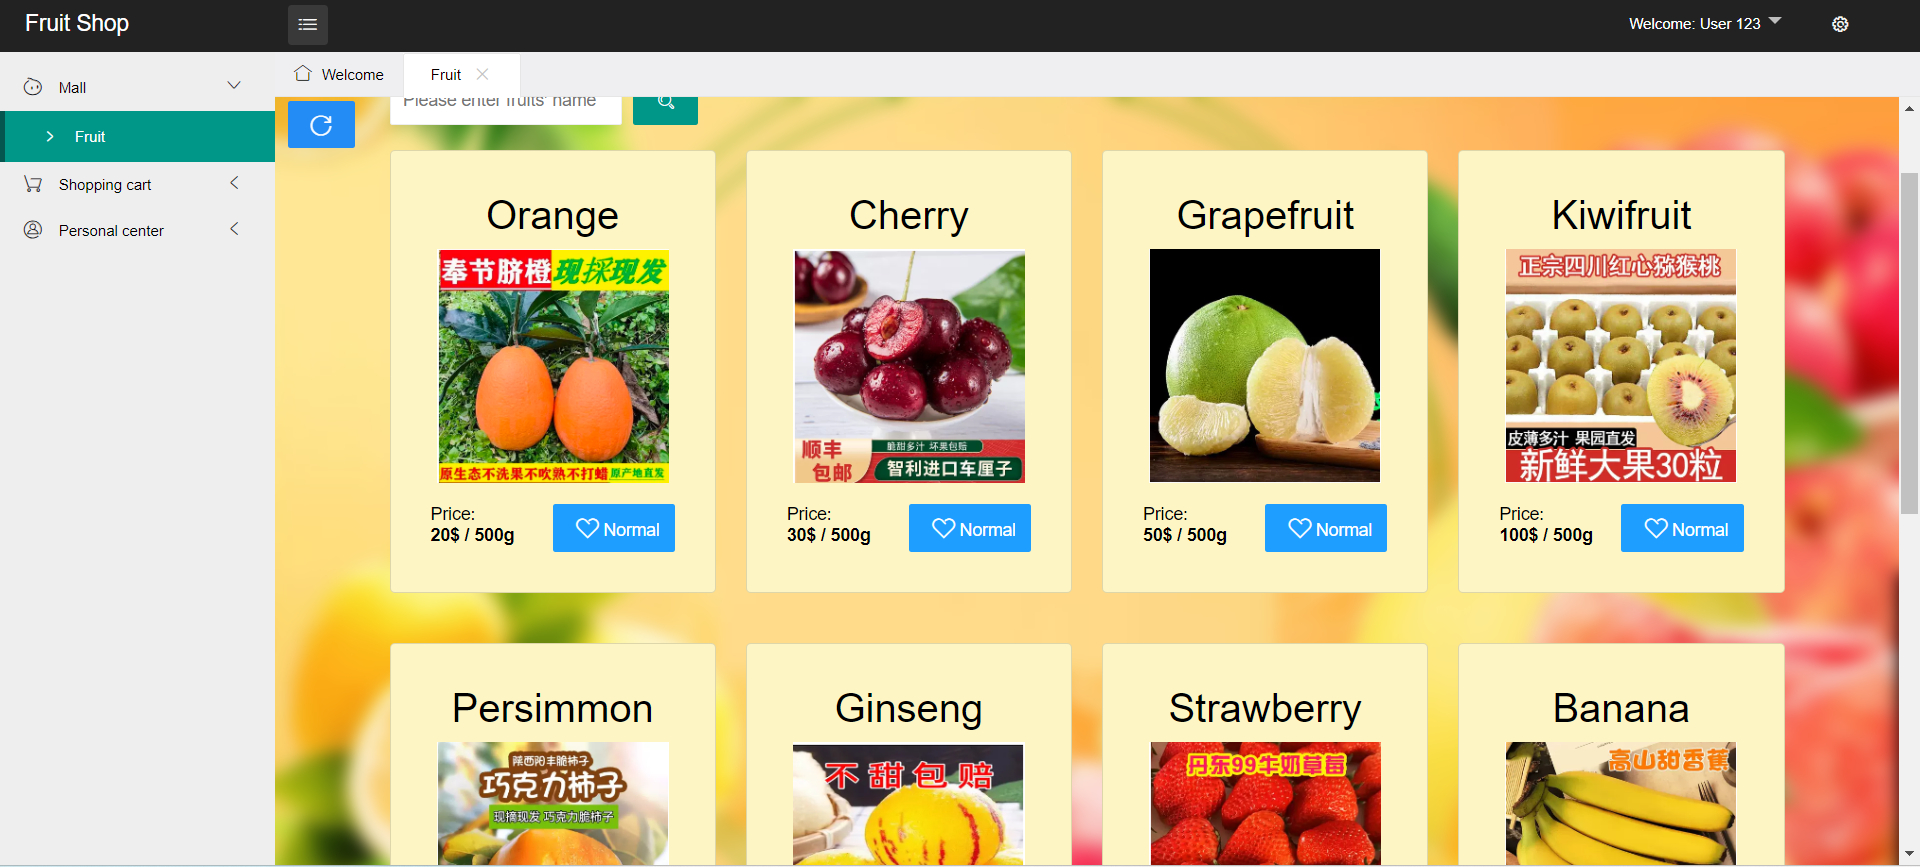 Fruit Shop
Welcome: User 123
Mall
Fruit
Shopping cart
Personal center
Welcome
Fruit
Please enter fruits' name
Orange
Cherry
Grapefruit
Kiwifruit
奉节脐橙现採现发
原生态不洗果不吹熟不打蜡 原产地直发
顺丰
包邮
脆甜多汁 坏果包赔
智利进口车厘子
正宗四川红心猕猴桃
皮薄多汁 果园直发
新鲜大果30粒
Price:
20$ / 500g
Normal
Price:
30$ / 500g
Normal
Price:
50$ / 500g
Normal
Price:
100$ / 500g
Normal
Persimmon
Ginseng
Strawberry
Banana
巧克力柿子
现摘现发 巧克力脆柿子
不甜包赔
丹东99牛奶草莓
高山甜香蕉